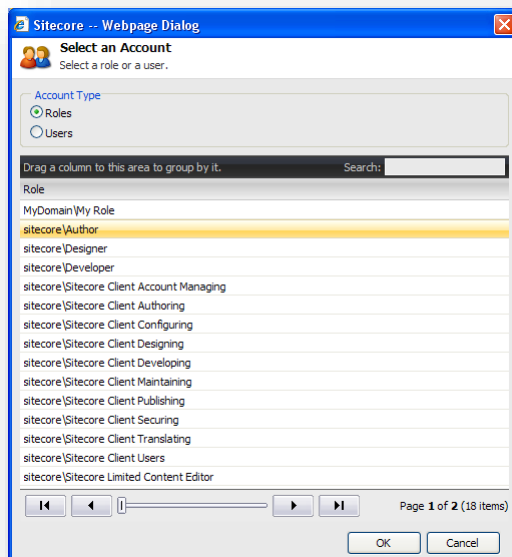 Sitecore -- Webpage Dialog
Select an Account
Select a role or a user.
Account Type
Roles
Users
Drag a column to this area to group by it. Search:
Role
MyDomain\My Role
sitecore\Author
sitecore\Designer
sitecore\Developer
sitecore\Sitecore Client Account Managing
sitecore\Sitecore Client Authoring
sitecore\Sitecore Client Configuring
sitecore\Sitecore Client Designing
sitecore\Sitecore Client Developing
sitecore\Sitecore Client Maintaining
sitecore\Sitecore Client Publishing
sitecore\Sitecore Client Securing
sitecore\Sitecore Client Translating
sitecore\Sitecore Client Users
sitecore\Sitecore Limited Content Editor
Page 1 of 2 (18 items)
OK Cancel